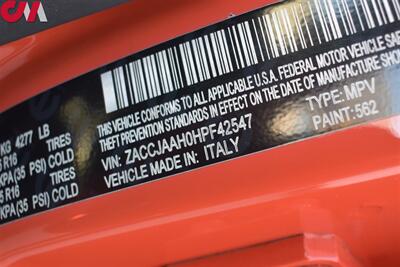 CM
KG 4277 LB
R16 TIRES
KPA(35 PSI) COLD
R16 TIRES
KPA(35 PSI) COLD
THIS VEHICLE CONFORMS TO ALL APPLICABLE U.S.A. FEDERAL MOTOR VEHICLE SAFE
THEFT PREVENTION STANDARDS IN EFFECT ON THE DATE OF MANUFACTURE SHO
VIN: ZACCJAAH0HPF42547
TYPE: MPV
VEHICLE MADE IN: ITALY
PAINT: 562